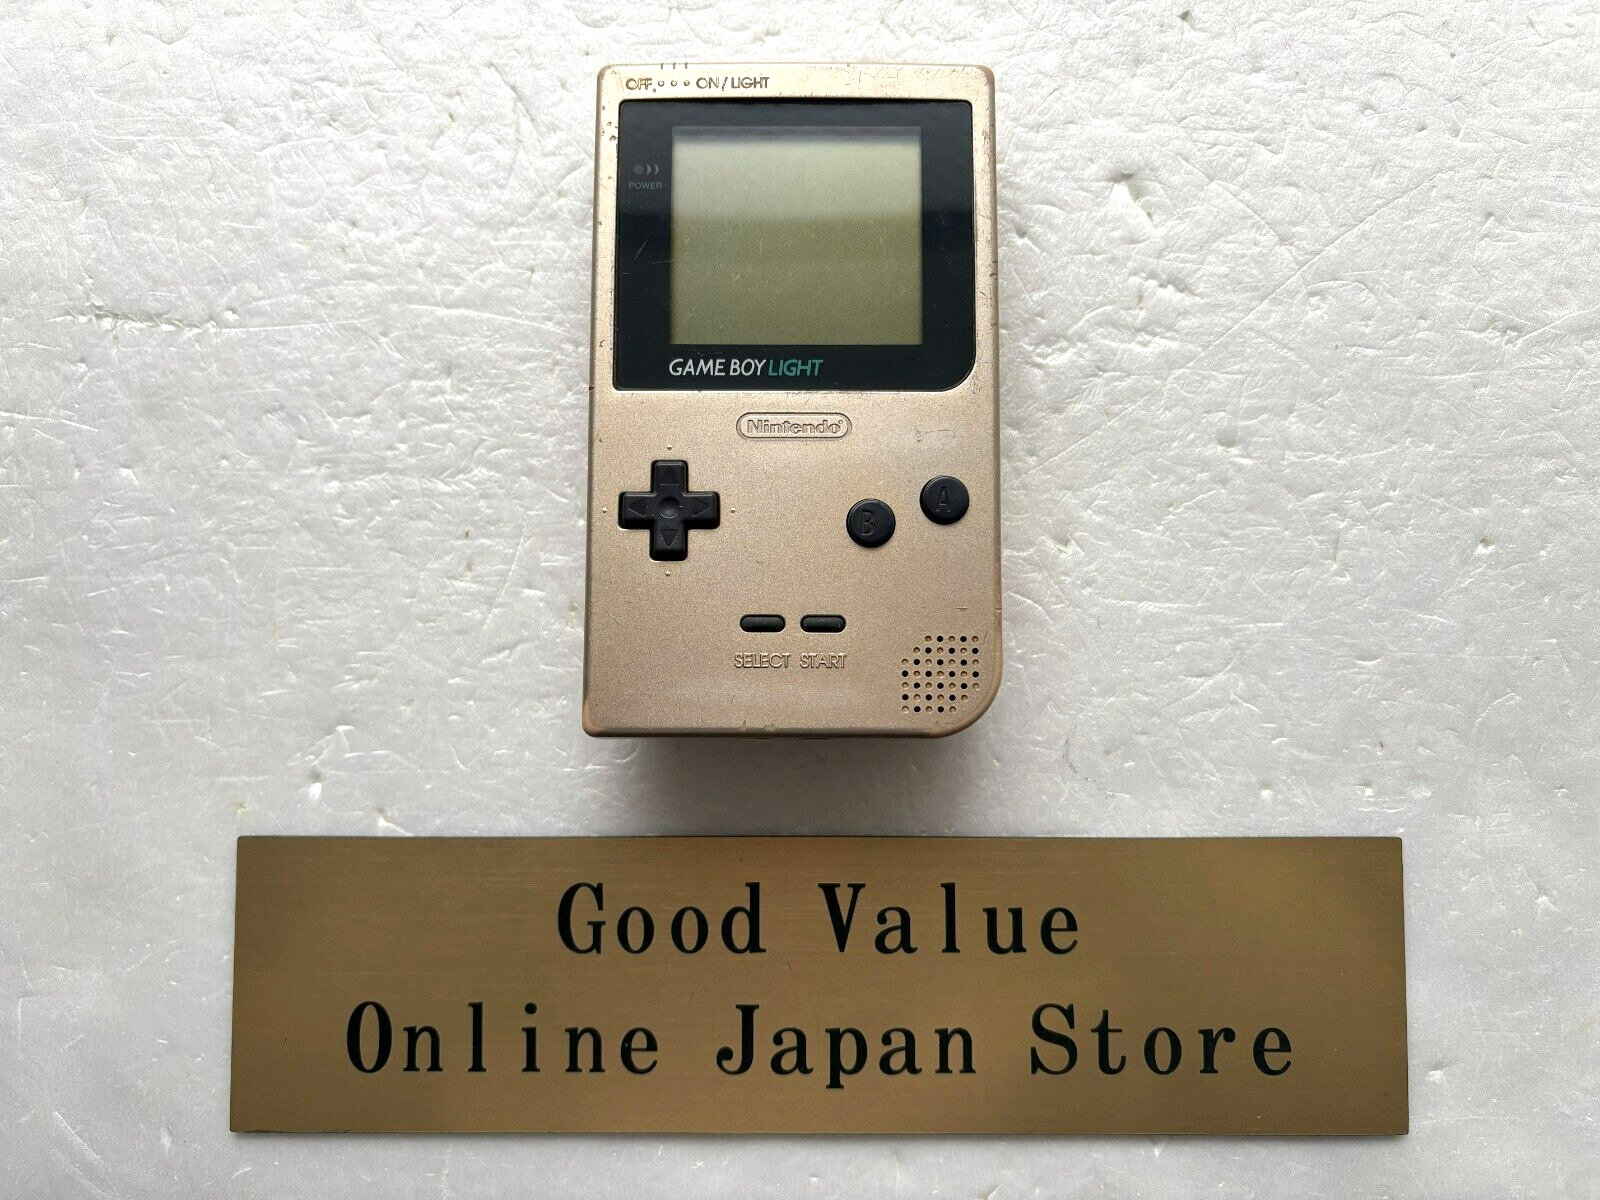 OFF ON/LIGHT
POWER
GAME BOY LIGHT
Nintendo®
B
A
SELECT START
Good Value
Online Japan Store